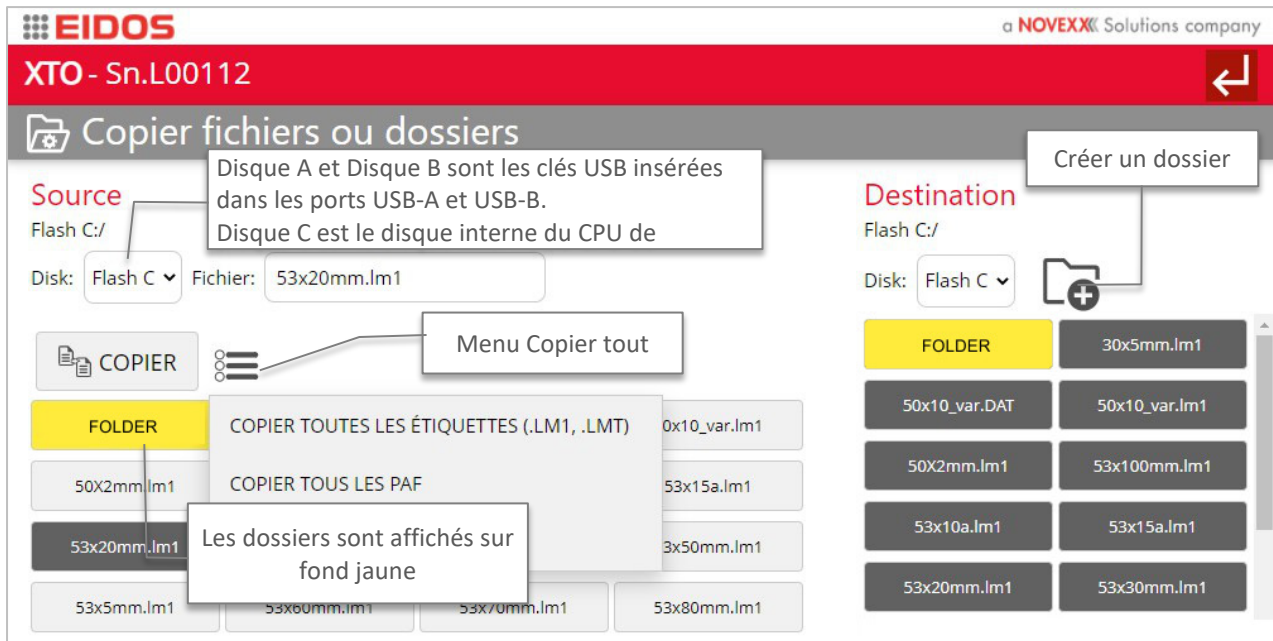 EIDOS
a NOVEXX Solutions company
XTO - Sn.L00112
Copier fichiers ou dossiers
Créer un dossier
Disque A et Disque B sont les clés USB insérées
dans les ports USB-A et USB-B.
Disque C est le disque interne du CPU de
Source
Flash C:/
Disk: Flash C Fichier: 53x20mm.lm1
Destination
Flash C:/
Disk: Flash C
Menu Copier tout
COPIER
COPIER TOUTES LES ÉTIQUETTES (.LM1, .LMT)
COPIER TOUS LES PAF
FOLDER 0x10_var.lm1
50X2mm.lm1 53x15a.lm1
53x20mm.lm1 3x50mm.lm1
Les dossiers sont affichés sur
fond jaune
53x5mm.lm1 53x60mm.lm1 53x70mm.lm1 53x80mm.lm1
FOLDER 30x5mm.lm1
50x10_var.DAT 50x10_var.lm1
50X2mm.lm1 53x100mm.lm1
53x10a.lm1 53x15a.lm1
53x20mm.lm1 53x30mm.lm1